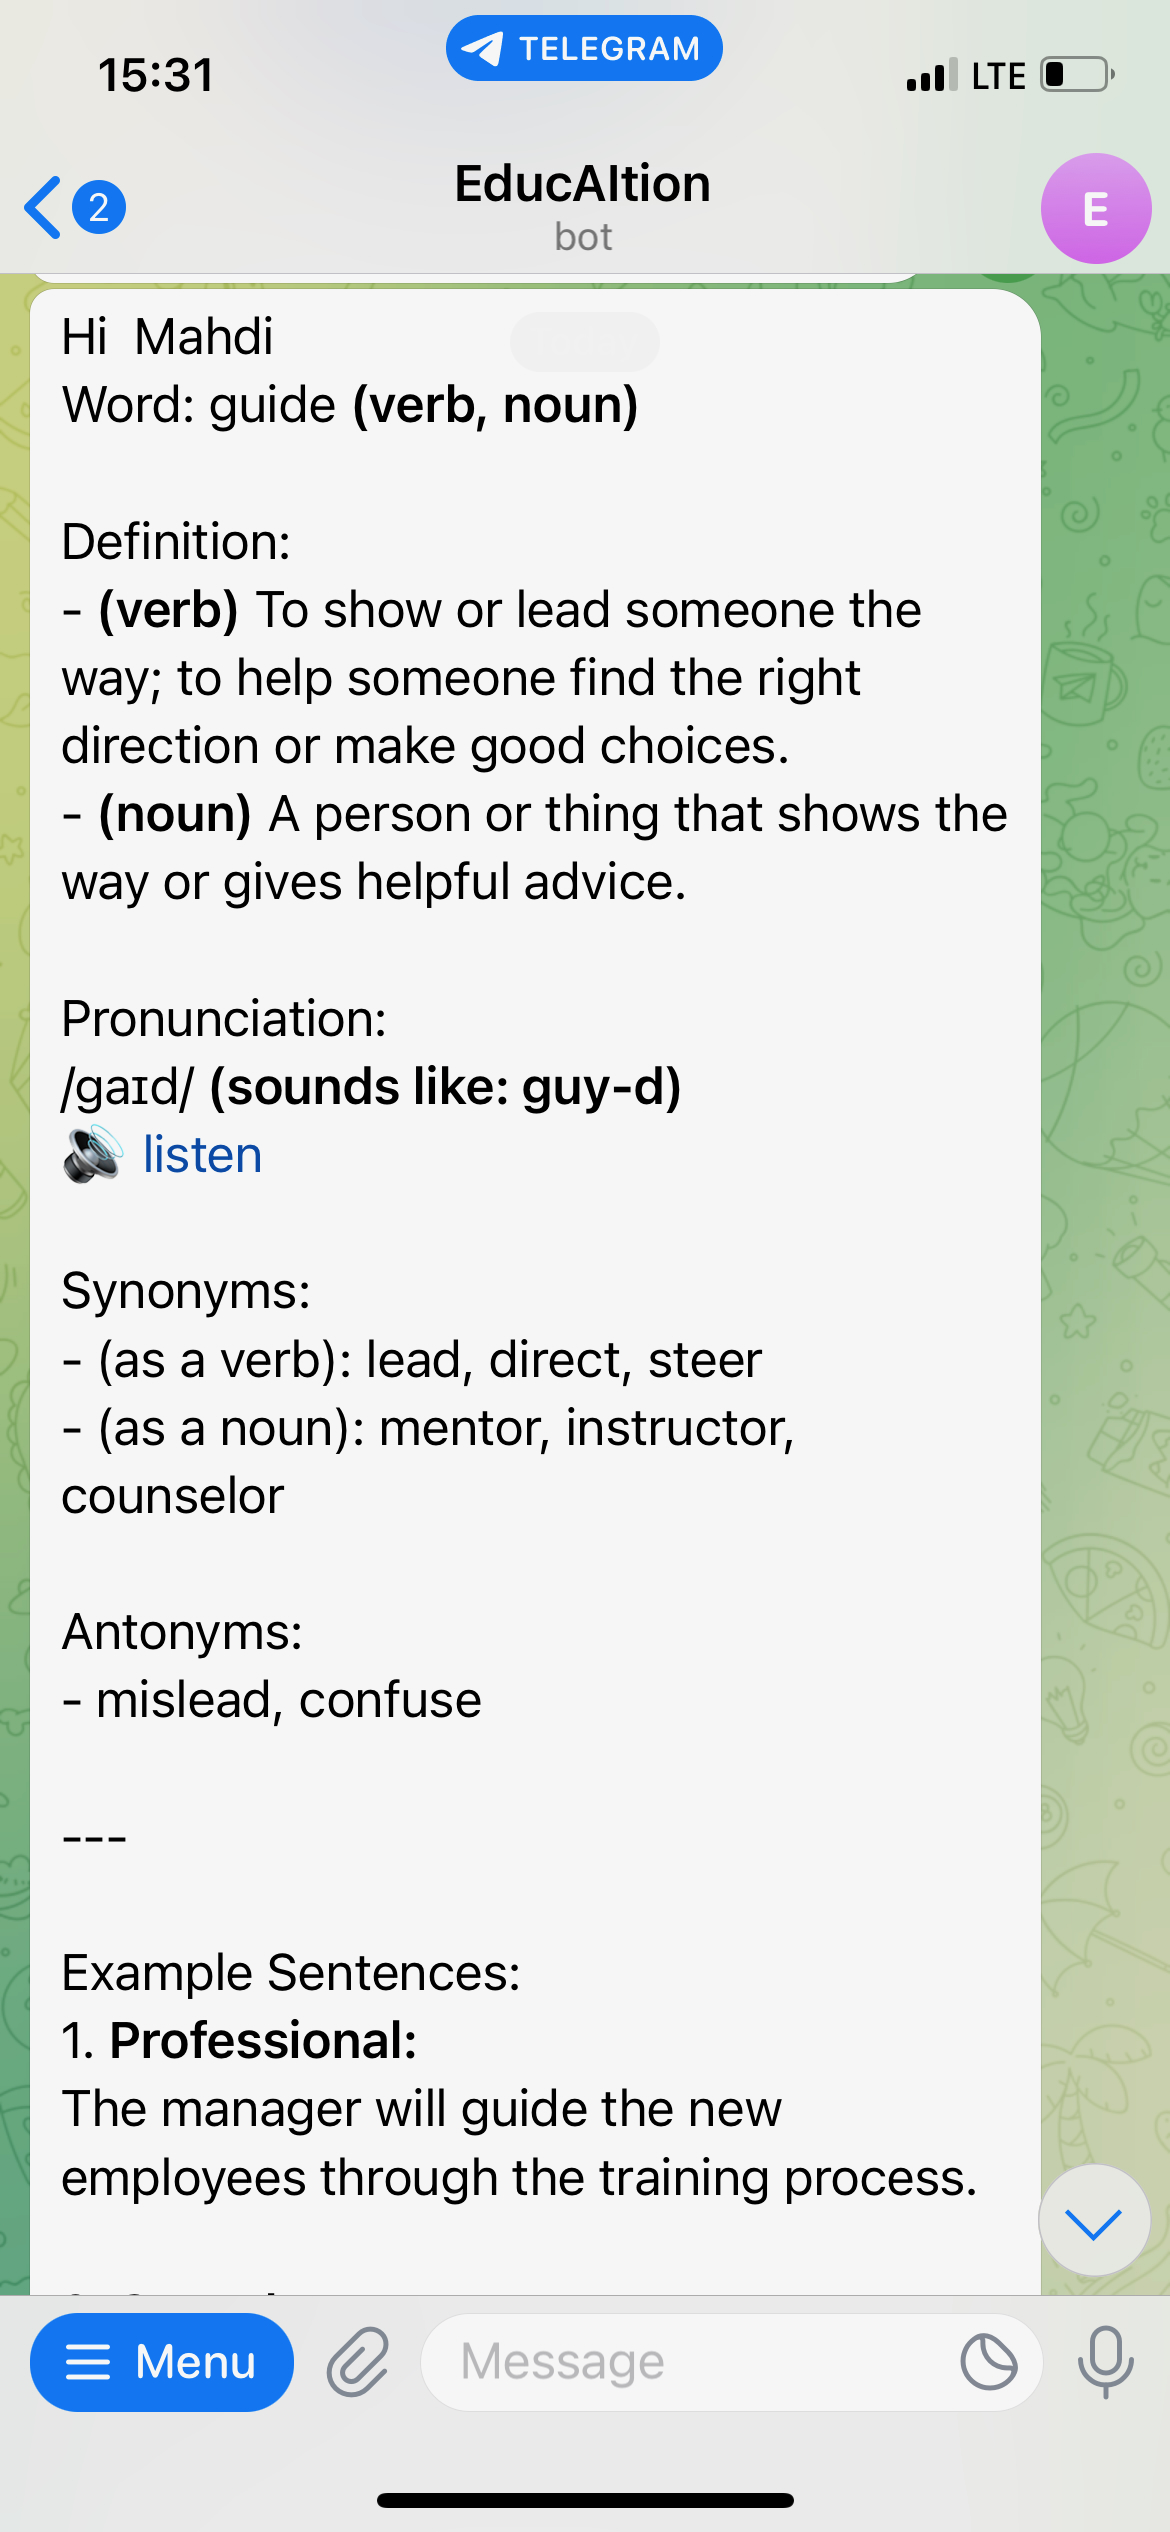 15:31
TELEGRAM
LTE
2
EducAItion
bot
E
Hi  Mahdi
Word: guide (verb, noun)
Definition:
- (verb) To show or lead someone the
way; to help someone find the right
direction or make good choices.
- (noun) A person or thing that shows the
way or gives helpful advice.
Pronunciation:
/gaɪd/ (sounds like: guy-d)
🔊 listen
Synonyms:
- (as a verb): lead, direct, steer
- (as a noun): mentor, instructor,
counselor
Antonyms:
- mislead, confuse
---
Example Sentences:
1. Professional:
The manager will guide the new
employees through the training process.
Menu
Message